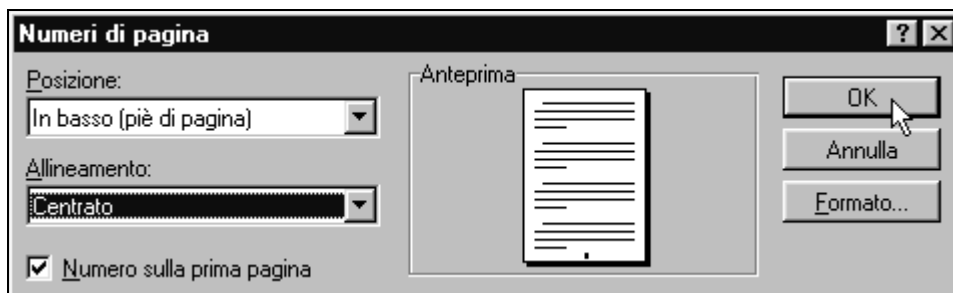 Numeri di pagina
Posizione:
In basso (piè di pagina)
Allineamento:
Centrato
Numero sulla prima pagina
Anteprima
OK
Annulla
Formato...